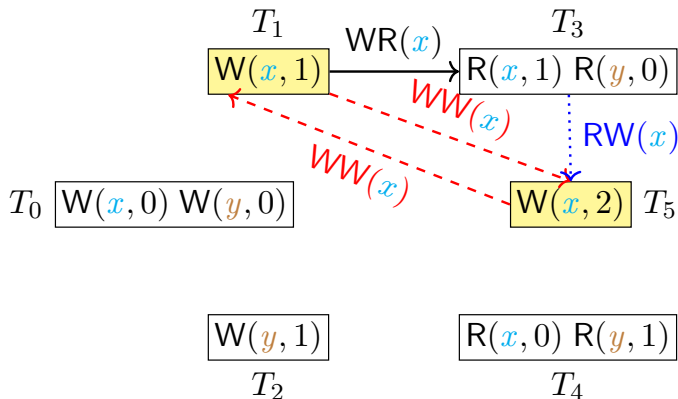 T₁ T₃
WR(x)
W(x, 1) R(x, 1) R(y, 0)
WW(x)
RW(x)
WW(x)
T₀ W(x, 0) W(y, 0) W(x, 2) T₅
W(y, 1) R(x, 0) R(y, 1)
T₂ T₄